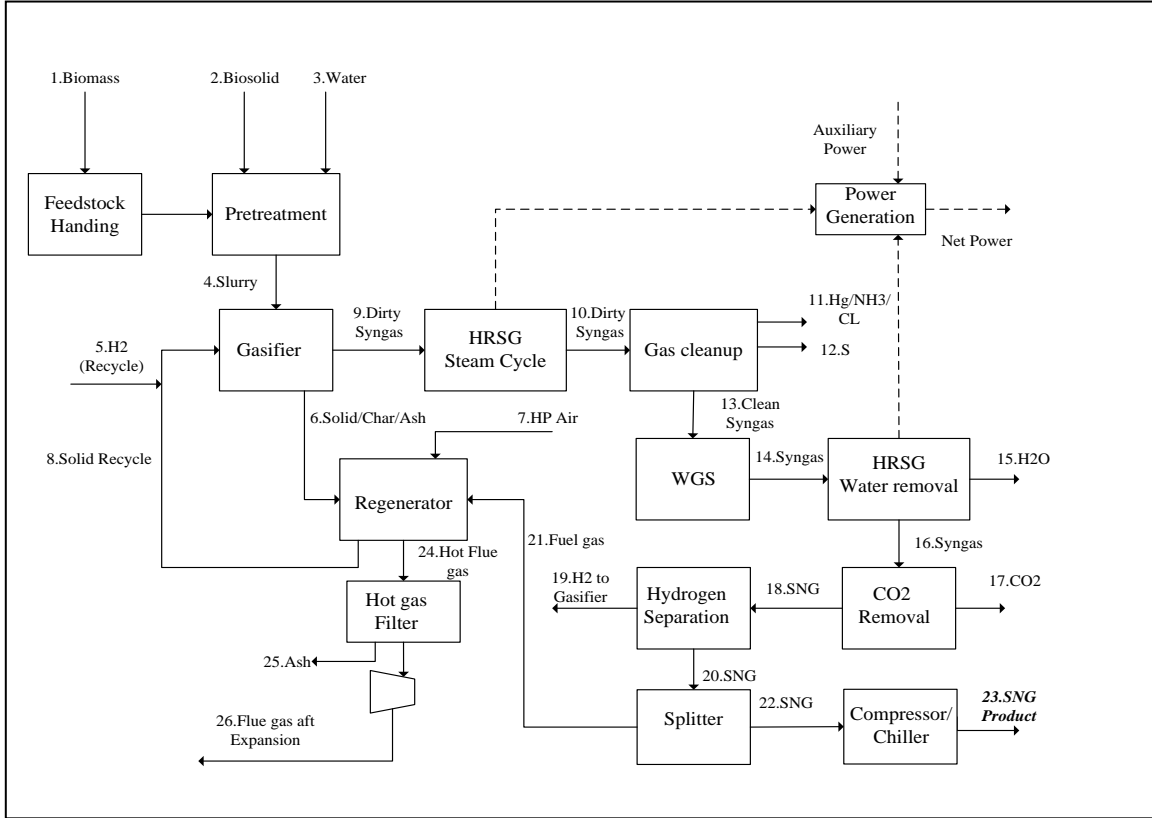 1.Biomass
2.Biosolid
3.Water
Auxiliary
Power
Feedstock
Handing
Pretreatment
Power
Generation
Net Power
4.Slurry
9.Dirty
Syngas
10.Dirty
Syngas
11.Hg/NH3/
CL
12.S
5.H2
(Recycle)
Gasifier
HRSG
Steam Cycle
Gas cleanup
6.Solid/Char/Ash
7.HP Air
13.Clean
Syngas
8.Solid Recycle
Regenerator
WGS
14.Syngas
HRSG
Water removal
15.H2O
24.Hot Flue
gas
21.Fuel gas
16.Syngas
Hot gas
Filter
19.H2 to
Gasifier
Hydrogen
Separation
18.SNG
CO2
Removal
17.CO2
25.Ash
20.SNG
26.Flue gas aft
Expansion
Splitter
22.SNG
Compressor/
Chiller
23.SNG
Product